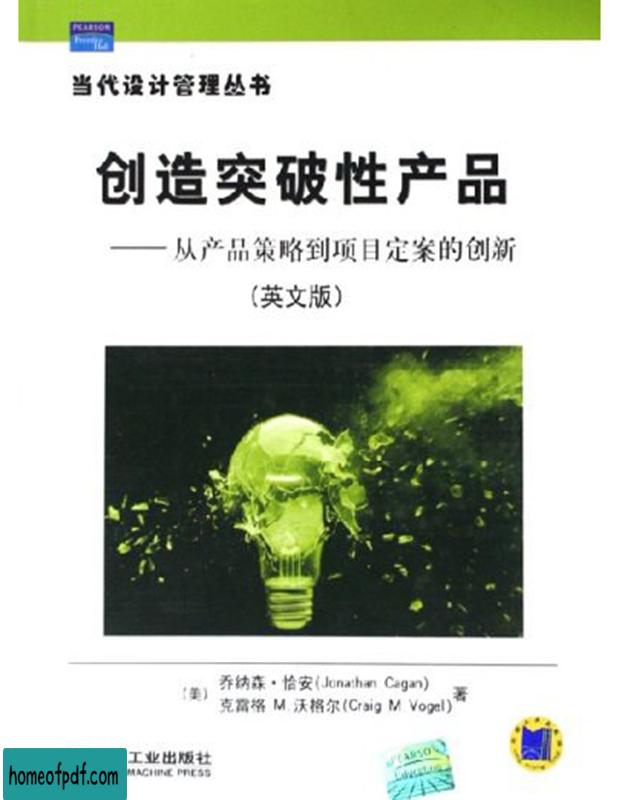 PEARSON
Prentice
Hall
当代设计管理丛书
创造突破性产品
——从产品策略到项目定案的创新
(英文版)
(美)
乔纳森·恰安(Jonathan Cagan)
克雷格 M.沃格尔(Craig M Vogel)
著
工业出版社
MACHINE PRESS
PEARSON
Education
homeofpdf.com